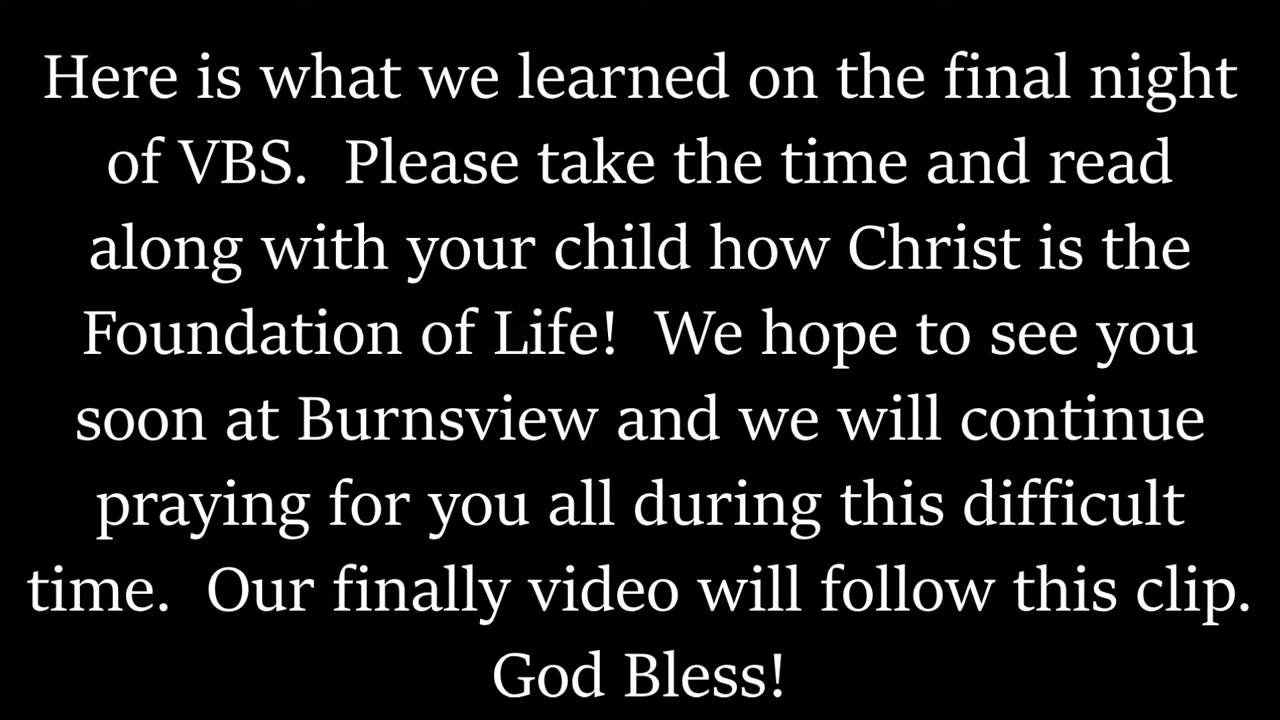 Here is what we learned on the final night
of VBS.  Please take the time and read
along with your child how Christ is the
Foundation of Life!  We hope to see you
soon at Burnsview and we will continue
praying for you all during this difficult
time.  Our finally video will follow this clip.
God Bless!